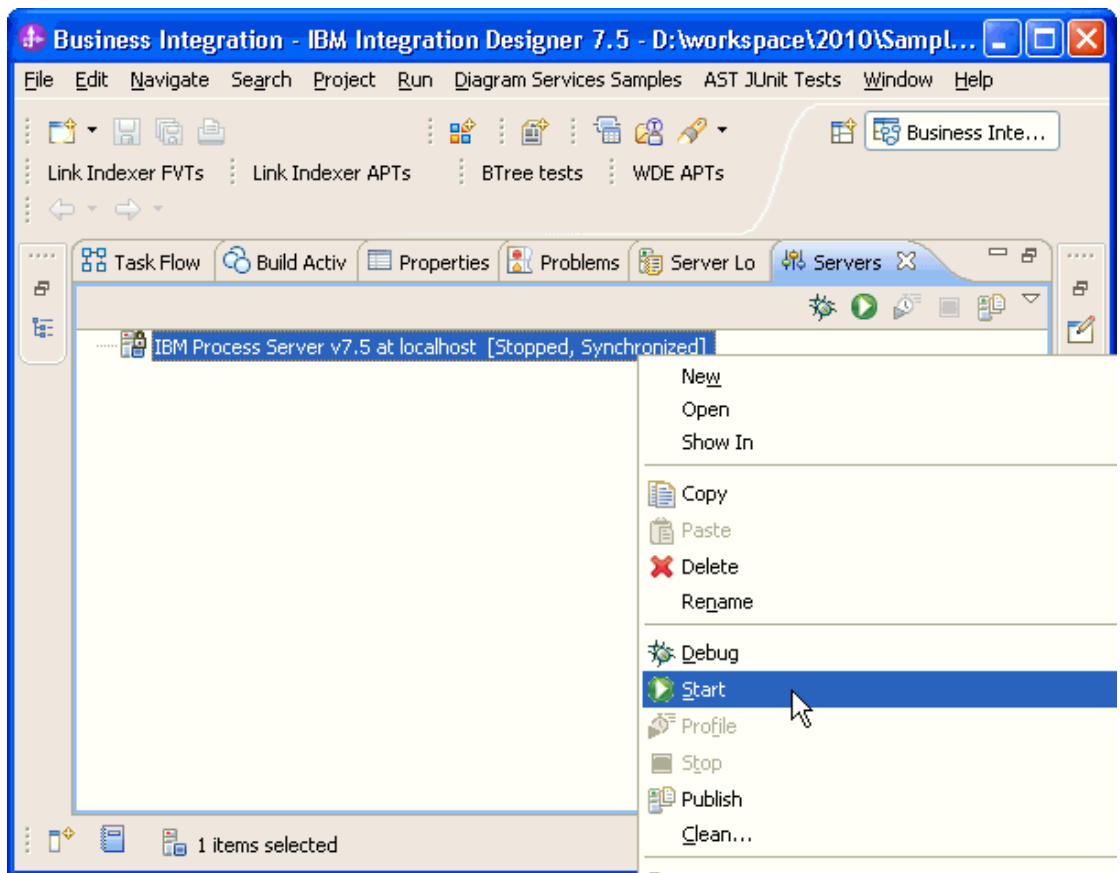 Business Integration - IBM Integration Designer 7.5 - D:\workspace\2010\Sampl...
File Edit Navigate Search Project Run Diagram Services Samples AST JUnit Tests Window Help
Business Inte...
Link Indexer FVTs Link Indexer APTs BTree tests WDE APTs
Task Flow Build Activ Properties Problems Server Lo Servers
IBM Process Server v7.5 at localhost [Stopped, Synchronized]
New
Open
Show In
Copy
Paste
Delete
Rename
Debug
Start
Profile
Stop
Publish
Clean...
1 items selected